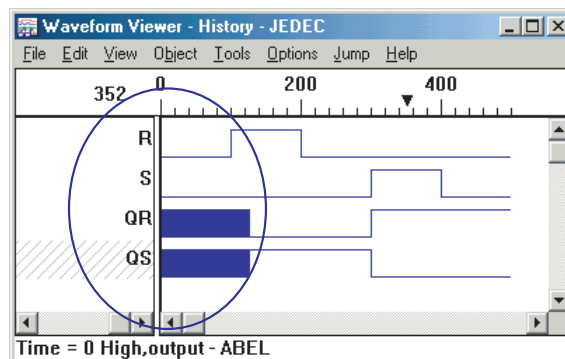 Waveform Viewer - History - JEDEC
File Edit View Object Tools Options Jump Help
352 0 200 400
R
S
QR
QS
Time = 0 High,output - ABEL